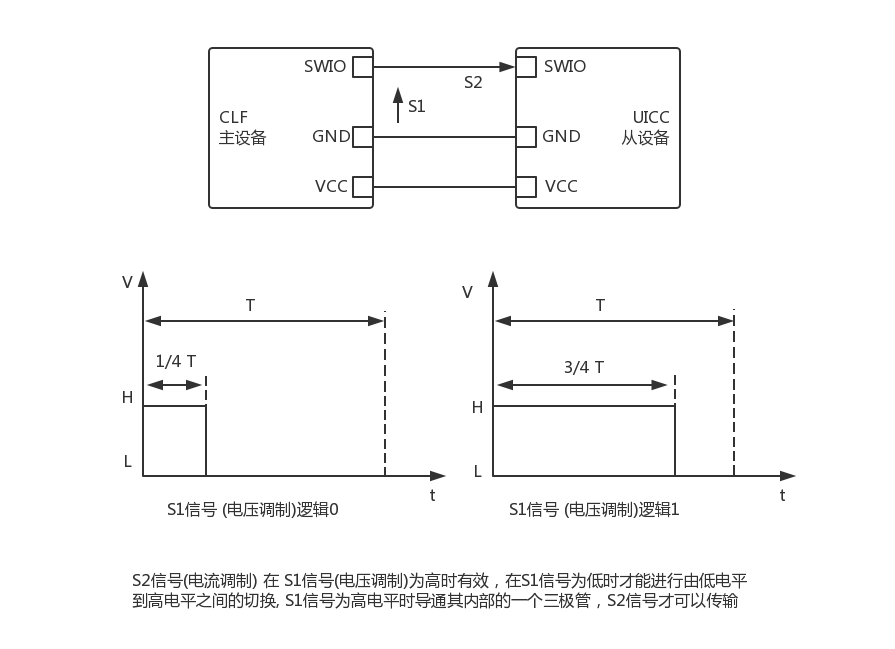 SWIO
SWIO
S2
S1
CLF
主设备
UICC
从设备
GND
GND
VCC
VCC
V
T
1/4 T
H
L
t
S1信号 (电压调制)逻辑0
V
T
3/4 T
H
L
t
S1信号 (电压调制)逻辑1
S2信号(电流调制) 在 S1信号(电压调制)为高时有效，在S1信号为低时才能进行由低电平
到高电平之间的切换, S1信号为高电平时导通其内部的一个三极管，S2信号才可以传输